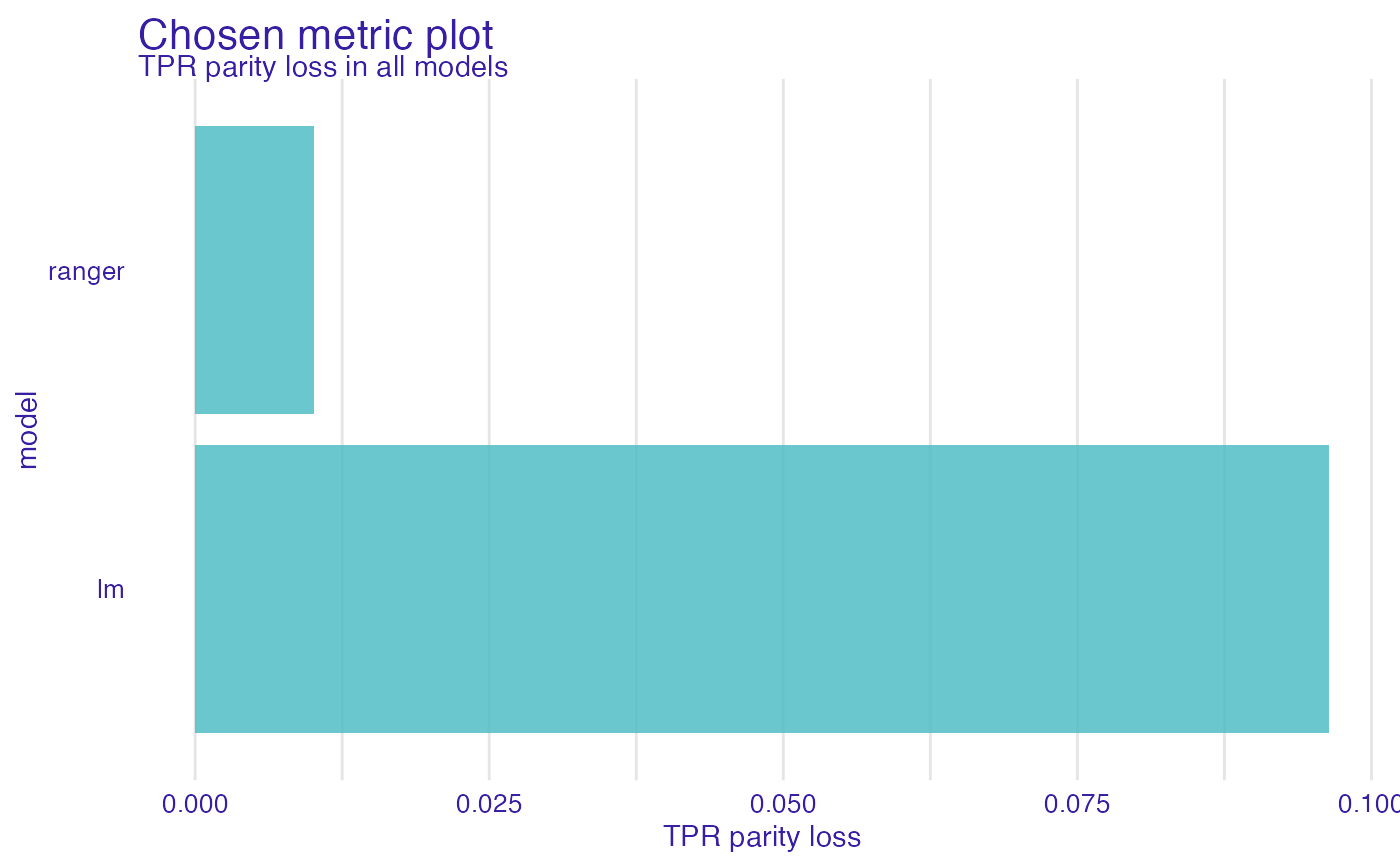 Chosen metric plot
TPR parity loss in all models
ranger
model
lm
0.000 0.025 0.050 0.075 0.100
TPR parity loss